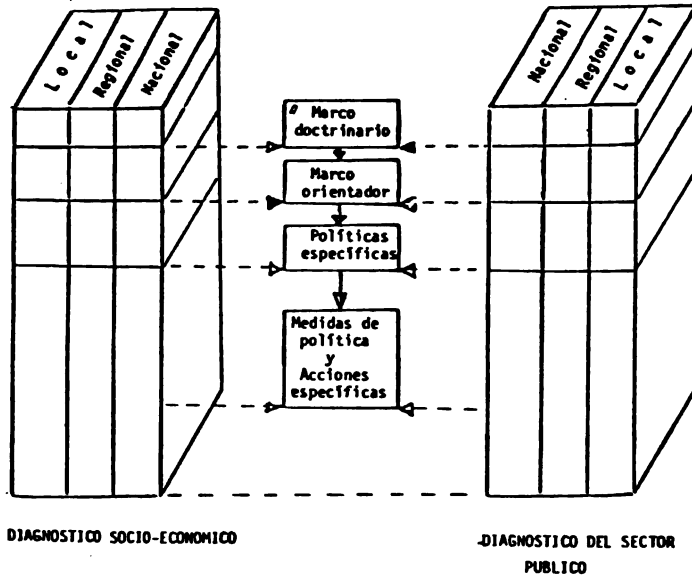 Local
Regional
Nacional
Nacional
Regional
Local
Marco
doctrinario
Marco
orientador
Políticas
específicas
Medidas de
política
y
Acciones
específicas
DIAGNOSTICO SOCIO-ECONOMICO
-DIAGNOSTICO DEL SECTOR
PUBLICO